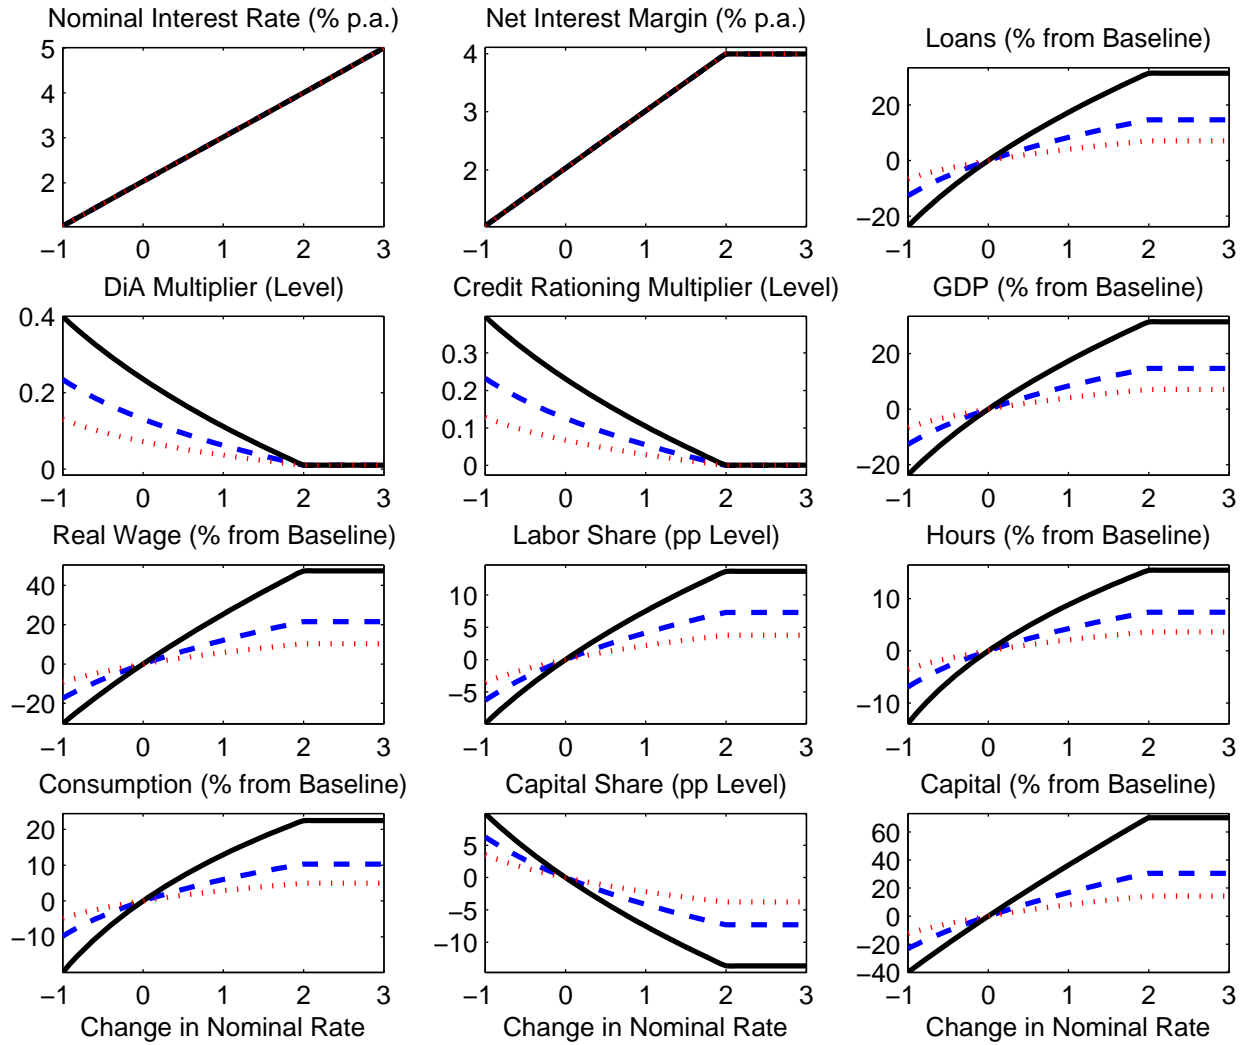 Nominal Interest Rate (% p.a.)
5
4
3
2
−1 0 1 2 3
Net Interest Margin (% p.a.)
4
3
2
−1 0 1 2 3
Loans (% from Baseline)
20
0
−20
−1 0 1 2 3
DiA Multiplier (Level)
0.4
0.2
0
−1 0 1 2 3
Credit Rationing Multiplier (Level)
0.3
0.2
0.1
0
−1 0 1 2 3
GDP (% from Baseline)
20
0
−20
−1 0 1 2 3
Real Wage (% from Baseline)
40
20
0
−20
−1 0 1 2 3
Labor Share (pp Level)
10
5
0
−5
−1 0 1 2 3
Hours (% from Baseline)
10
0
−10
−1 0 1 2 3
Consumption (% from Baseline)
20
10
0
−10
−1 0 1 2 3
Change in Nominal Rate
Capital Share (pp Level)
5
0
−5
−10
−1 0 1 2 3
Change in Nominal Rate
Capital (% from Baseline)
60
40
20
0
−20
−40
−1 0 1 2 3
Change in Nominal Rate